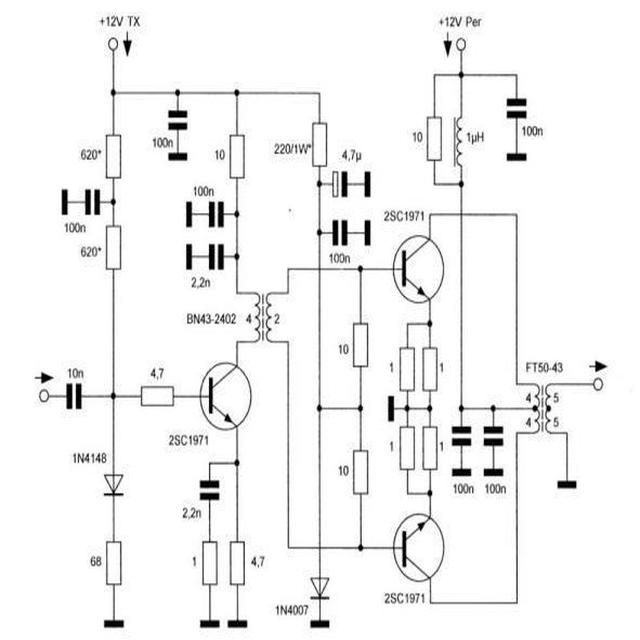 +12V TX
+12V Per
620*
100n
10
220/1W*
4,7µ
10
1µH
100n
100n
100n
620*
100n
2SC1971
2,2n
BN43-2402
4
2
10
10n
4,7
1
1
FT50-43
4
5
4
5
2SC1971
1N4148
10
1
1
2,2n
100n
100n
68
1
4,7
1N4007
2SC1971